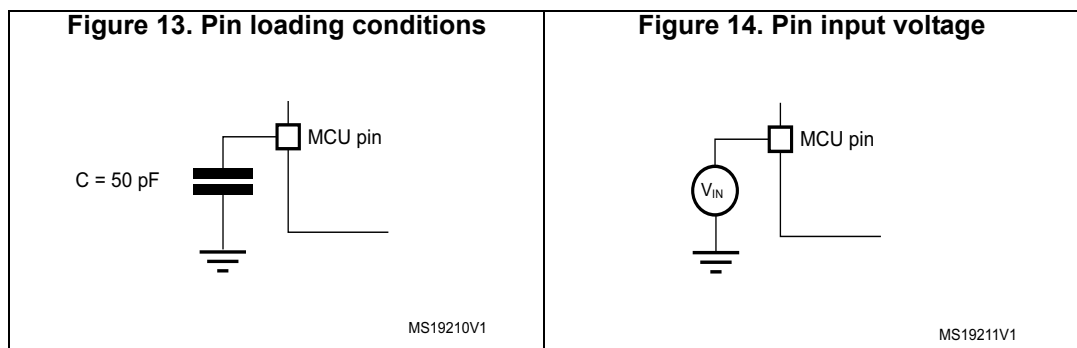 Figure 13. Pin loading conditions
MCU pin
C = 50 pF
MS19210V1
Figure 14. Pin input voltage
MCU pin
VIN
MS19211V1